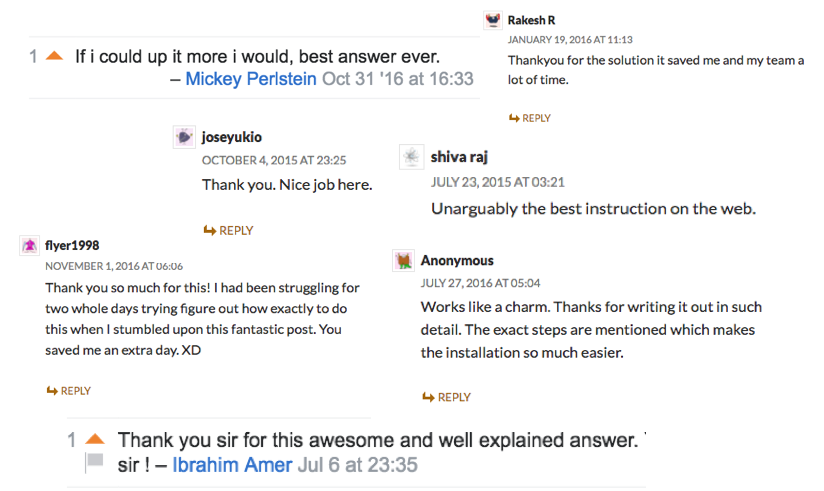 1 If i could up it more i would, best answer ever.
– Mickey Perlstein Oct 31 '16 at 16:33
Rakesh R
JANUARY 19, 2016 AT 11:13
Thankyou for the solution it saved me and my team a
lot of time.
REPLY
joseyukio
OCTOBER 4, 2015 AT 23:25
Thank you. Nice job here.
REPLY
shiva raj
JULY 23, 2015 AT 03:21
Unarguably the best instruction on the web.
flyer1998
NOVEMBER 1, 2016 AT 06:06
Thank you so much for this! I had been struggling for
two whole days trying figure out how exactly to do
this when I stumbled upon this fantastic post. You
saved me an extra day. XD
REPLY
Anonymous
JULY 27, 2016 AT 05:04
Works like a charm. Thanks for writing it out in such
detail. The exact steps are mentioned which makes
the installation so much easier.
REPLY
1 Thank you sir for this awesome and well explained answer.
sir ! – Ibrahim Amer Jul 6 at 23:35